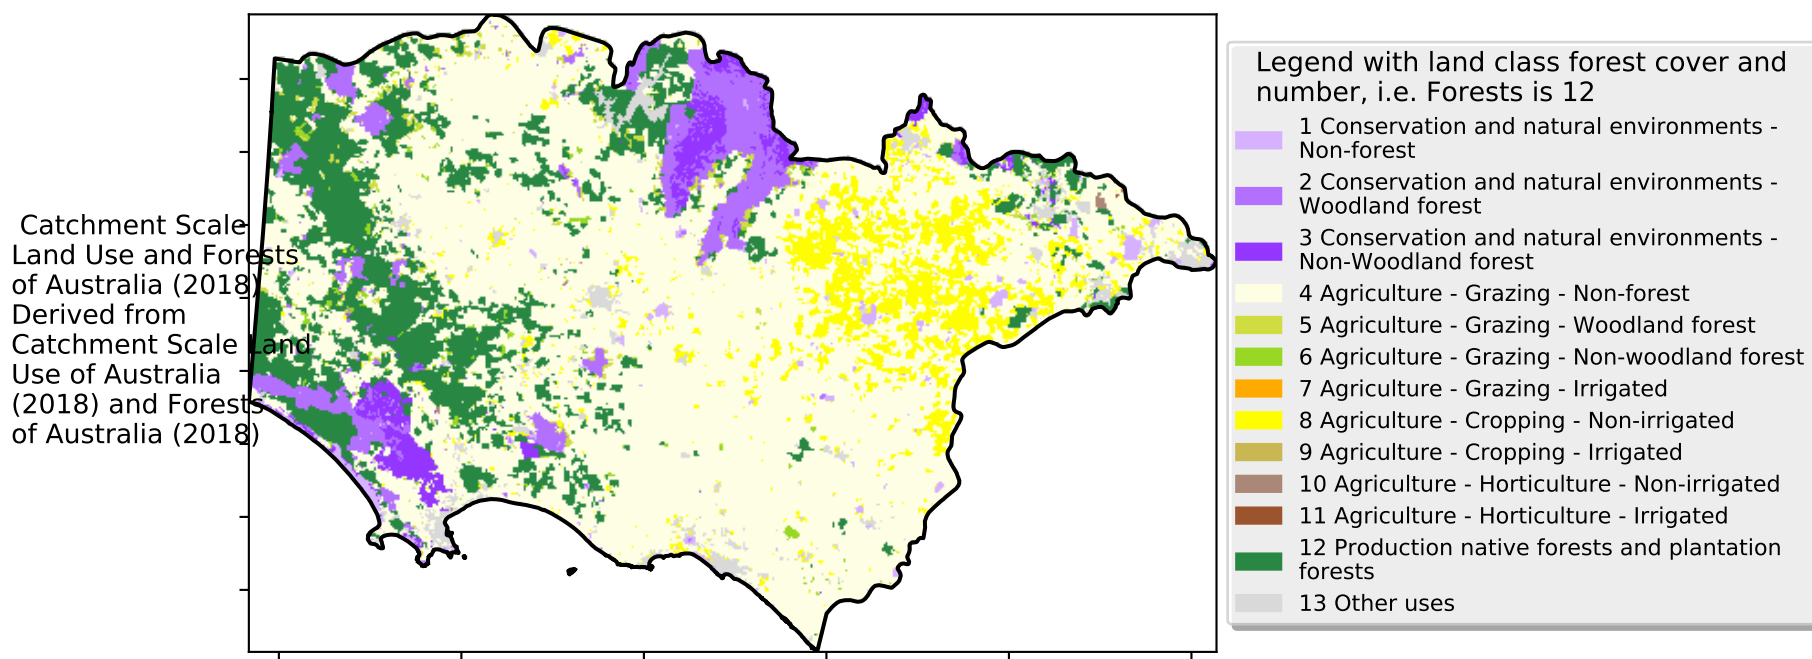 Catchment Scale
Land Use and Forests
of Australia (2018)
Derived from
Catchment Scale Land
Use of Australia
(2018) and Forests
of Australia (2018)
Legend with land class forest cover and
number, i.e. Forests is 12
1 Conservation and natural environments -
Non-forest
2 Conservation and natural environments -
Woodland forest
3 Conservation and natural environments -
Non-Woodland forest
4 Agriculture - Grazing - Non-forest
5 Agriculture - Grazing - Woodland forest
6 Agriculture - Grazing - Non-woodland forest
7 Agriculture - Grazing - Irrigated
8 Agriculture - Cropping - Non-irrigated
9 Agriculture - Cropping - Irrigated
10 Agriculture - Horticulture - Non-irrigated
11 Agriculture - Horticulture - Irrigated
12 Production native forests and plantation
forests
13 Other uses